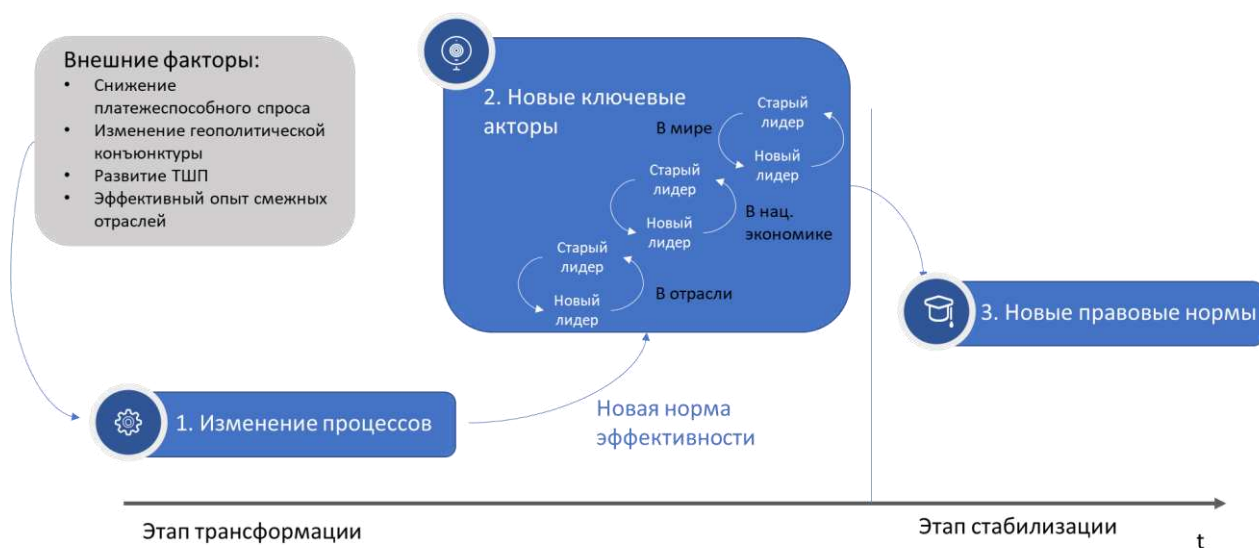 Внешние факторы:
• Снижение
платежеспособного спроса
• Изменение геополитической
конъюнктуры
• Развитие ТШП
• Эффективный опыт смежных
отраслей
2. Новые ключевые
акторы
В мире
Старый
лидер
Новый
лидер
Старый
лидер
Новый
лидер
В нац.
экономике
Старый
лидер
Новый
лидер
В отрасли
3. Новые правовые нормы
1. Изменение процессов
Новая норма
эффективности
Этап трансформации
Этап стабилизации
t